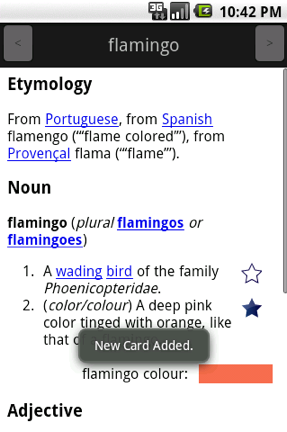 3G 10:42 PM
< flamingo >
Etymology
From Portuguese, from Spanish
flamengo (“‘flame colored’”), from
Provençal flama (“‘flame’”).
Noun
flamingo (plural flamingos or
flamingoes)
1. A wading bird of the family
Phoenicopteridae.
2. (color/colour) A deep pink
color tinged with orange, like
that of
New Card Added.
flamingo colour:
Adjective